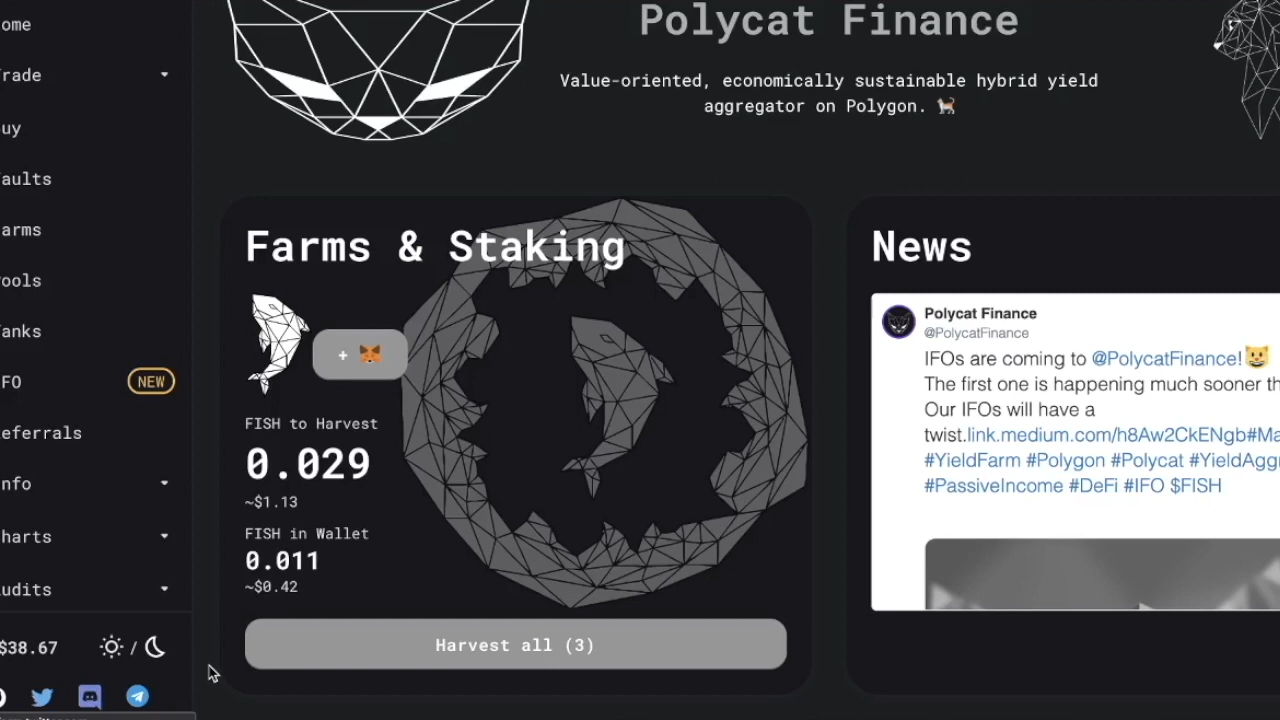 Polycat Finance
Value-oriented, economically sustainable hybrid yield
aggregator on Polygon. 🐈
ome
rade
uy
aults
arms
ools
anks
FO NEW
eferrals
nfo
harts
udits
$38.67 /
Farms & Staking
+ 🦊
FISH to Harvest
0.029
~$1.13
FISH in Wallet
0.011
~$0.42
Harvest all (3)
News
Polycat Finance
@PolycatFinance
IFOs are coming to @PolycatFinance!😺
The first one is happening much sooner th
Our IFOs will have a
twist.link.medium.com/h8Aw2CkENgb#Ma
#YieldFarm #Polygon #Polycat #YieldAggr
#PassiveIncome #DeFi #IFO $FISH